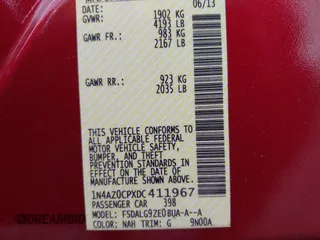 06/13
GVWR: 1902 KG
4193 LB
GAWR FR.: 983 KG
2167 LB
GAWR RR.: 923 KG
2035 LB
THIS VEHICLE CONFORMS TO
ALL APPLICABLE FEDERAL
MOTOR VEHICLE SAFETY,
BUMPER, AND THEFT
PREVENTION STANDARDS IN
EFFECT ON THE DATE OF
MANUFACTURE SHOWN ABOVE.
1N4AZ0CPXDC411967
PASSENGER CAR 398
MODEL: FSDALG9ZE0BUA-A--A
COLOR: NAH TRIM: G 9N00A